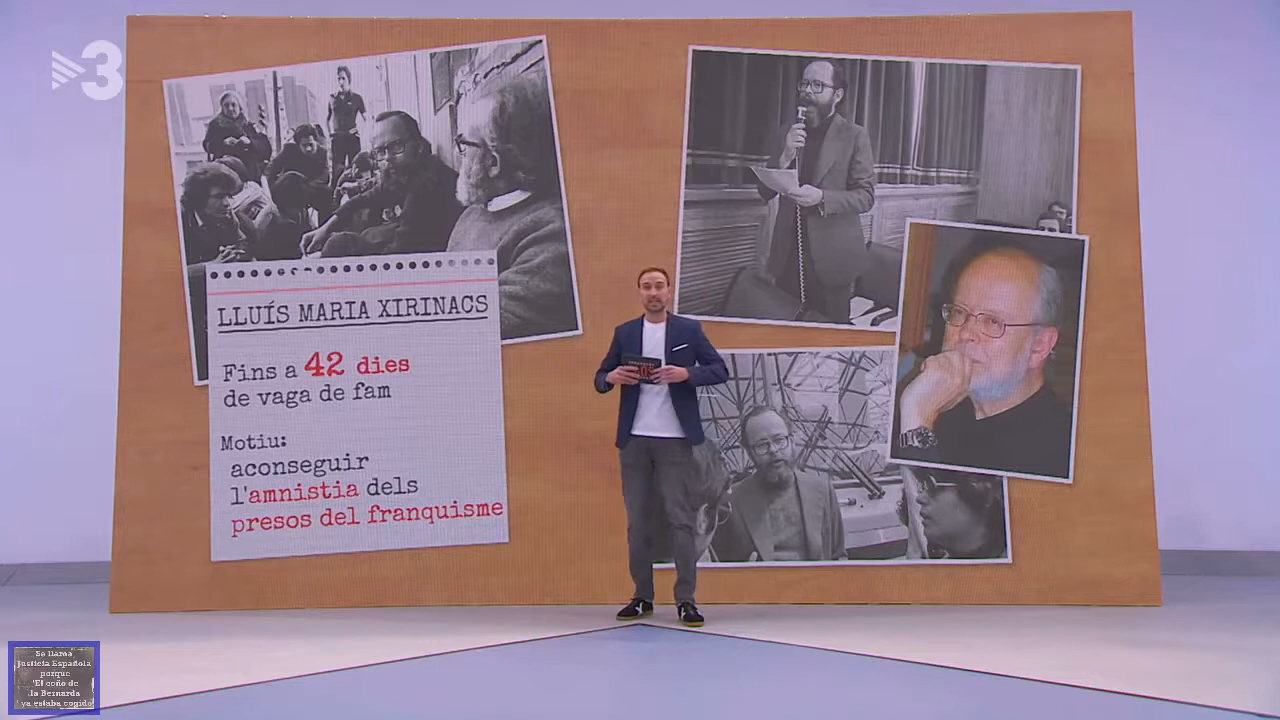 3
LLUÍS MARIA XIRINACS
Fins a 42 dies
de vaga de fam
Motiu:
aconseguir
l'amnistia dels
presos del franquisme
Se llama
Justicia Española
porque
'El coño de
la Bernarda'
ya estaba cogido